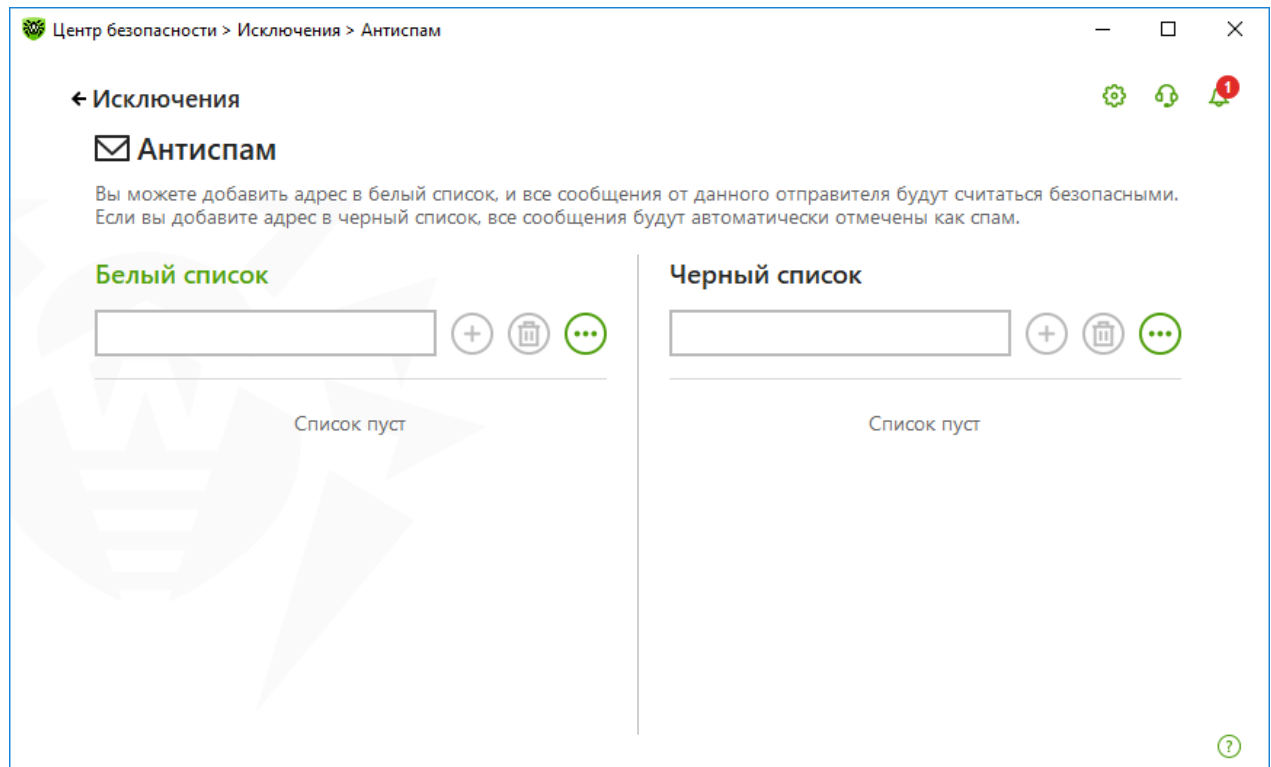 Центр безопасности > Исключения > Антиспам
Исключения
1
Антиспам
Вы можете добавить адрес в белый список, и все сообщения от данного отправителя будут считаться безопасными.
Если вы добавите адрес в черный список, все сообщения будут автоматически отмечены как спам.
Белый список
Черный список
Список пуст
Список пуст
?